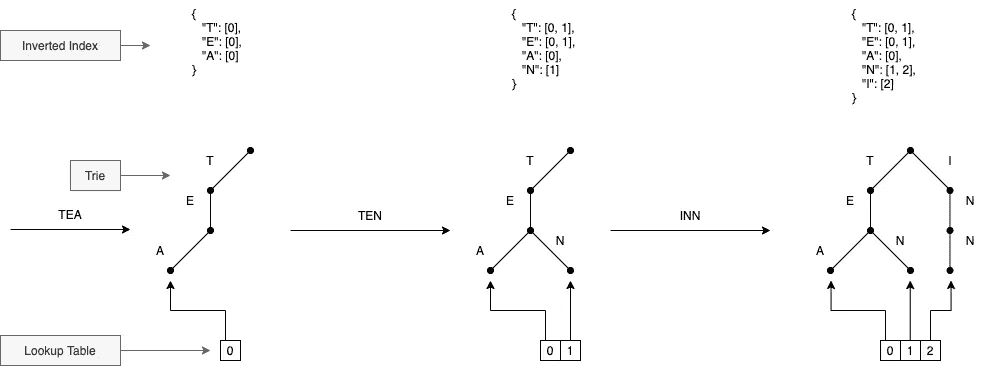 Inverted Index
{
"T": [0],
"E": [0],
"A": [0]
}
{
"T": [0, 1],
"E": [0, 1],
"A": [0],
"N": [1]
}
{
"T": [0, 1],
"E": [0, 1],
"A": [0],
"N": [1, 2],
"I": [2]
}
Trie
TEA
T
E
A
TEN
T
E
A
N
INN
T
I
E
N
A
N
N
Lookup Table
0
0 1
0 1 2